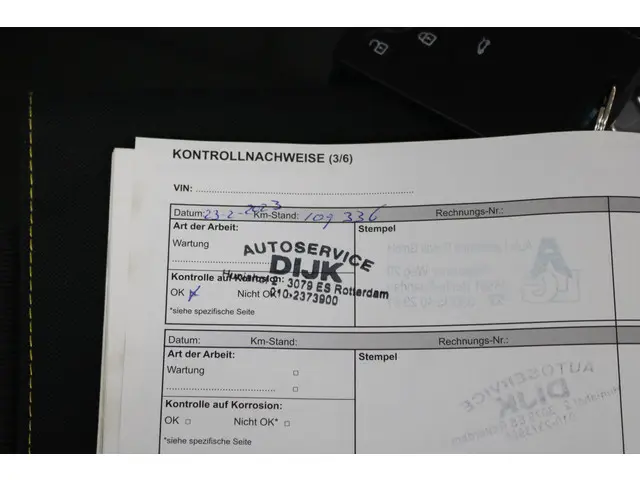 KONTROLLNACHWEISE (3/6)
VIN:
Datum: 23-2-2023 Km-Stand: 109 336 Rechnungs-Nr.:
Art der Arbeit: Stempel
Wartung
AUTOSERVICE
DIJK
3079 ES Rotterdam
010-2373900
Kontrolle auf Korrosion:
OK Nicht OK*
*siehe spezifische Seite
Datum: Km-Stand: Rechnungs-Nr.:
Art der Arbeit: Stempel
Wartung
Kontrolle auf Korrosion:
OK Nicht OK*
*siehe spezifische Seite